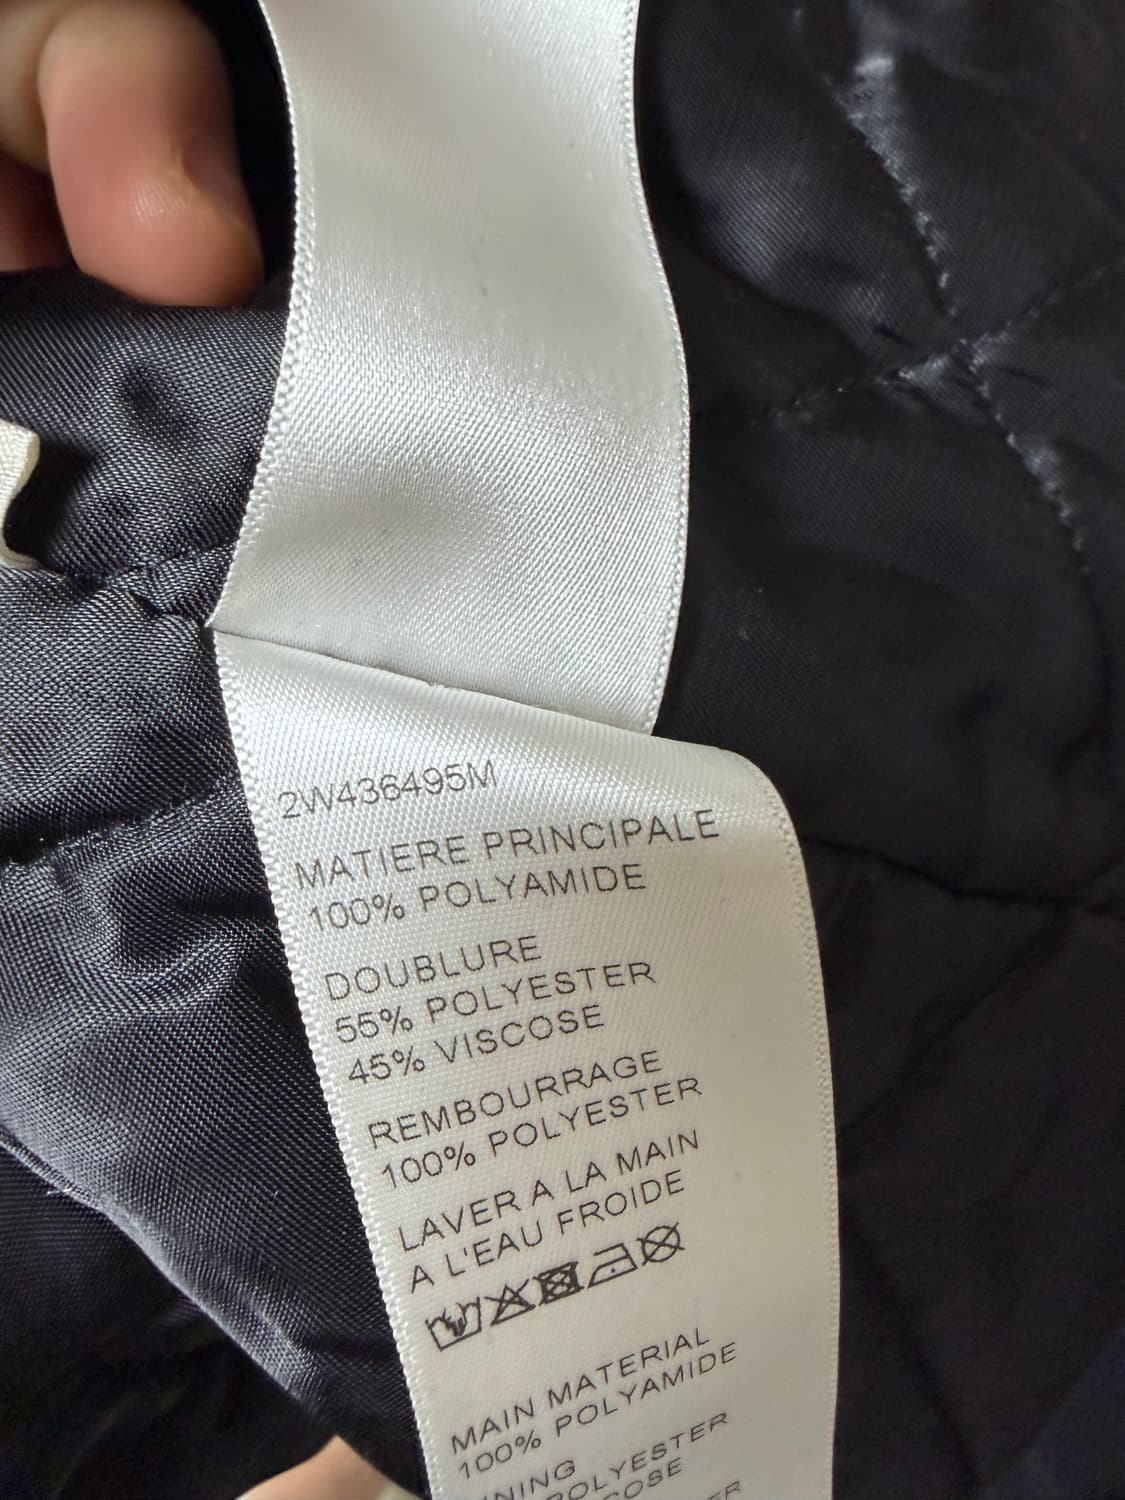 2W436495M
MATIERE PRINCIPALE
100% POLYAMIDE
DOUBLURE
55% POLYESTER
45% VISCOSE
REMBOURRAGE
100% POLYESTER
LAVER A LA MAIN
A L'EAU FROIDE
MAIN MATERIAL
100% POLYAMIDE